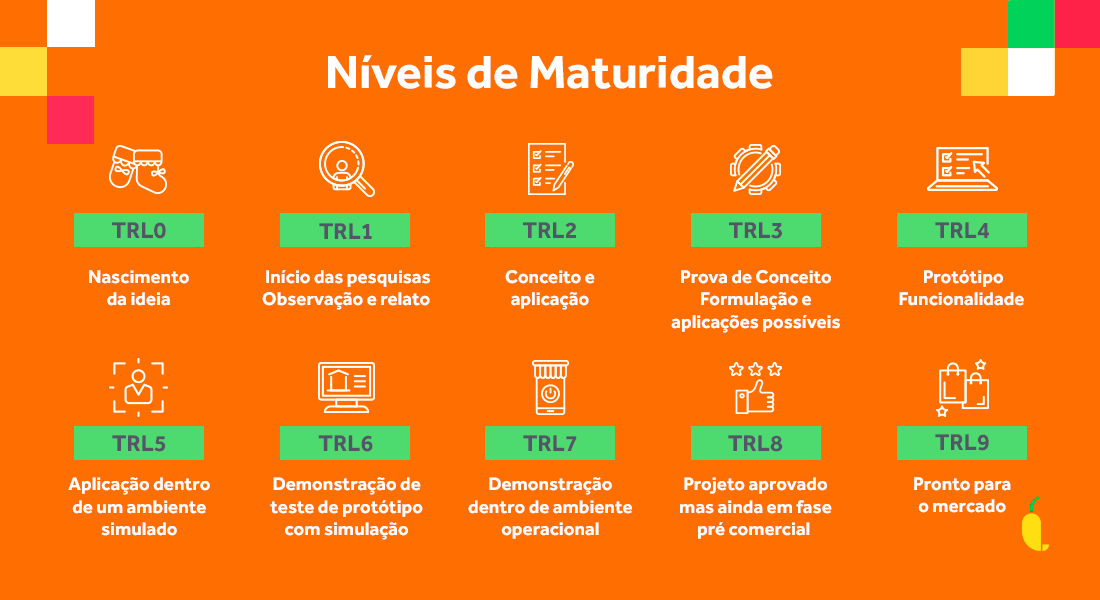 Níveis de Maturidade
TRL0
Nascimento
da ideia
TRL1
Início das pesquisas
Observação e relato
TRL2
Conceito e
aplicação
TRL3
Prova de Conceito
Formulação e
aplicações possíveis
TRL4
Protótipo
Funcionalidade
TRL5
Aplicação dentro
de um ambiente
simulado
TRL6
Demonstração de
teste de protótipo
com simulação
TRL7
Demonstração
dentro de ambiente
operacional
TRL8
Projeto aprovado
mas ainda em fase
pré comercial
TRL9
Pronto para
o mercado